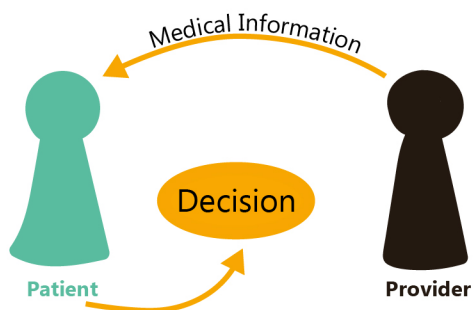 Medical Information
Decision
Patient
Provider